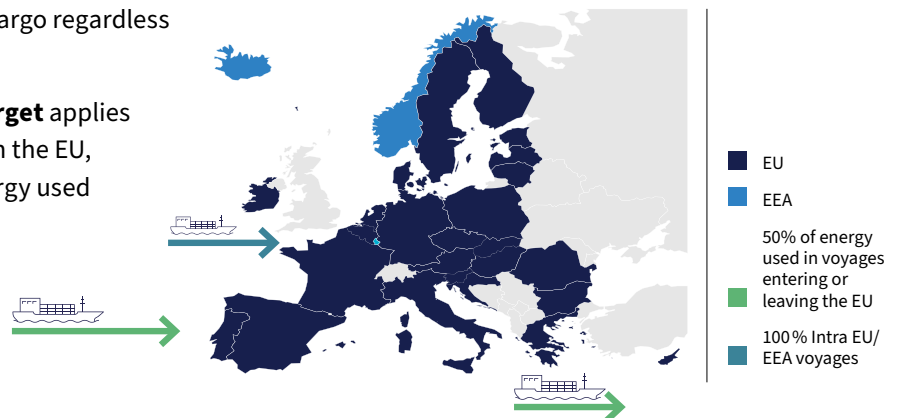 argo regardless
rget applies
n the EU,
rgy used
EU
EEA
50% of energy
used in voyages
entering or
leaving the EU
100% Intra EU/
EEA voyages